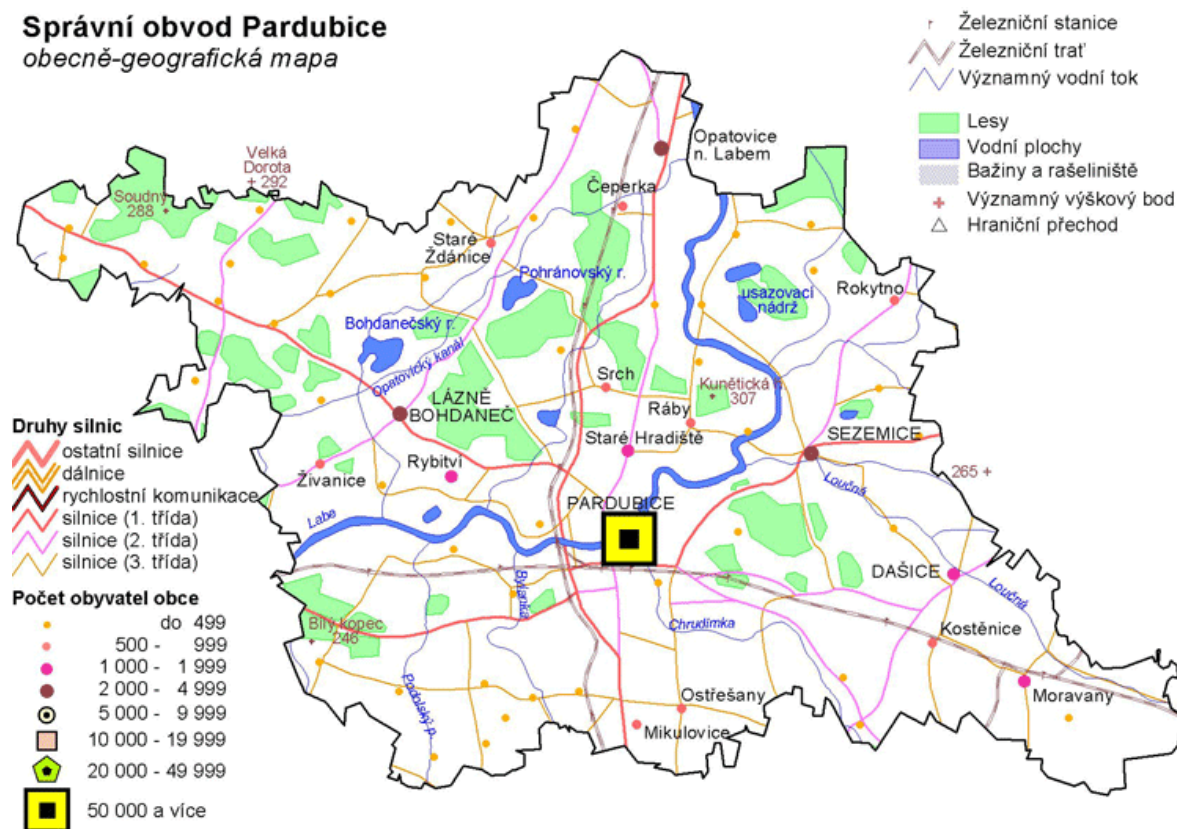 Správní obvod Pardubice
obecně-geografická mapa
Železniční stanice
Železniční trať
Významný vodní tok
Lesy
Vodní plochy
Bažiny a rašeliniště
Významný výškový bod
Hraniční přechod
Velká
Dorota
+ 292
Soudný
288
Opatovice
n. Labem
Čeperka
Staré
Ždánice
Pohránovský r.
usazovací
nádrž
Rokytno
Bohdanečský r.
Opatovický kanál
Srch
Kunětická h.
307
LÁZNĚ
BOHDANEČ
Ráby
Staré Hradiště
SEZEMICE
Rybitví
Živanice
265 +
Loučná
PARDUBICE
Labe
DAŠICE
Loučná
Bylanka
Chrudimka
Kostěnice
Bílý kopec
246
Podolský p.
Ostřešany
Mikulovice
Moravany
Druhy silnic
ostatní silnice
dálnice
rychlostní komunikace
silnice (1. třída)
silnice (2. třída)
silnice (3. třída)
Počet obyvatel obce
do 499
500 - 999
1 000 - 1 999
2 000 - 4 999
5 000 - 9 999
10 000 - 19 999
20 000 - 49 999
50 000 a více